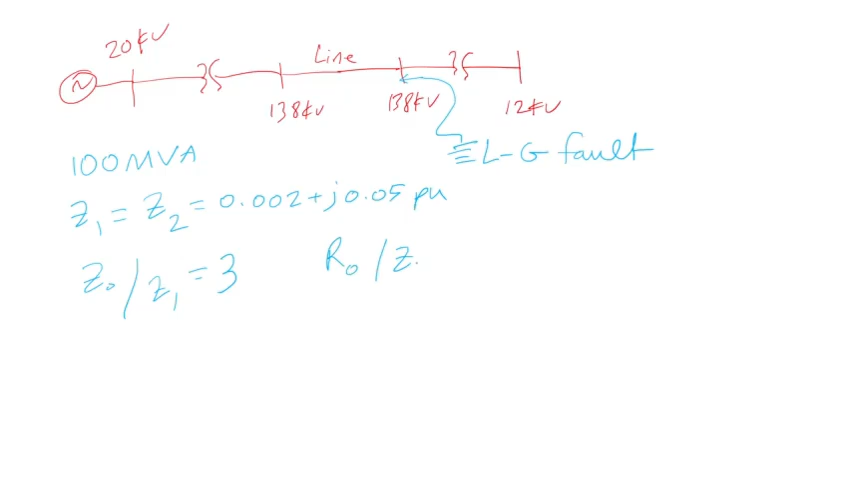 20kV
Line
138kV 138kV 12kV
100MVA
L-G fault
Z₁ = Z₂ = 0.002+j0.05 pu
Z₀/Z₁ = 3 R₀/Z.